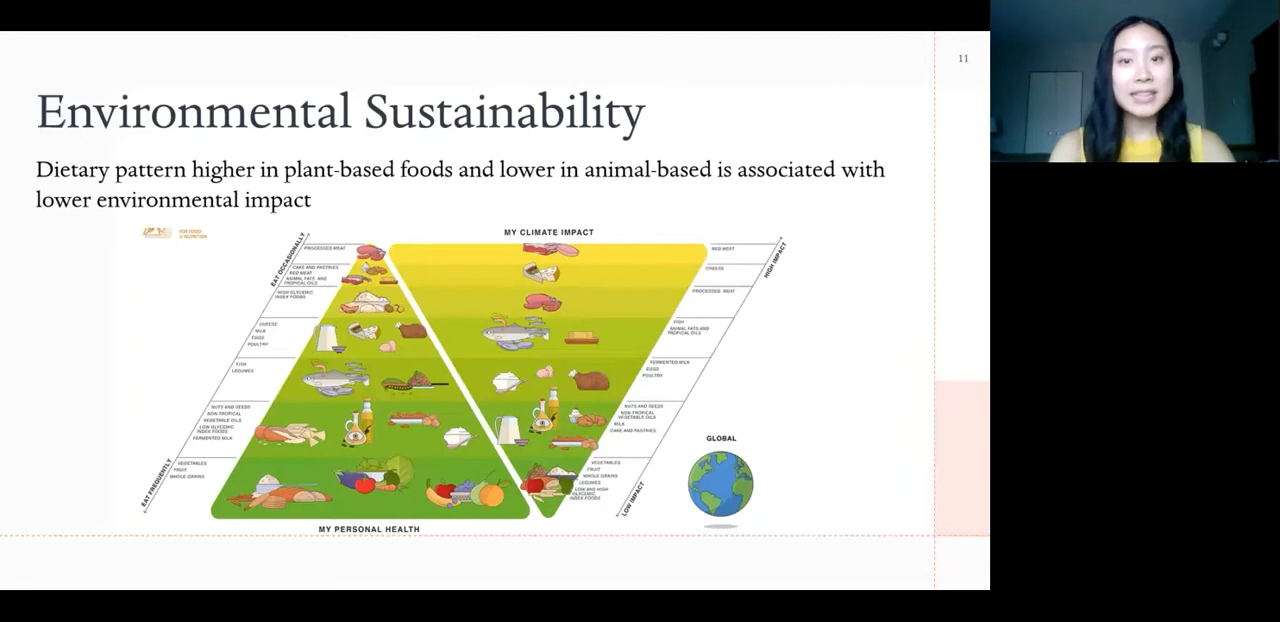 11
Environmental Sustainability
Dietary pattern higher in plant-based foods and lower in animal-based is associated with
lower environmental impact
FOR FOOD
& NUTRITION
MY CLIMATE IMPACT
EAT OCCASIONALLY
PROCESSED MEAT
CAKE AND PASTRIES
RED MEAT
ANIMAL FATS AND
TROPICAL OILS
HIGH GLYCEMIC
INDEX FOODS
CHEESE
MILK
EGGS
POULTRY
FISH
LEGUMES
NUTS AND SEEDS
NON-TROPICAL
VEGETABLE OILS
LOW GLYCEMIC
INDEX FOODS
FERMENTED MILK
VEGETABLES
FRUIT
WHOLE GRAINS
EAT FREQUENTLY
RED MEAT
HIGH IMPACT
CHEESE
PROCESSED MEAT
FISH
ANIMAL FATS AND
TROPICAL OILS
FERMENTED MILK
EGGS
POULTRY
NUTS AND SEEDS
NON-TROPICAL
VEGETABLE OILS
MILK
CAKE AND PASTRIES
VEGETABLES
FRUIT
WHOLE GRAINS
LEGUMES
LOW AND HIGH
GLYCEMIC
INDEX FOODS
LOW IMPACT
GLOBAL
MY PERSONAL HEALTH